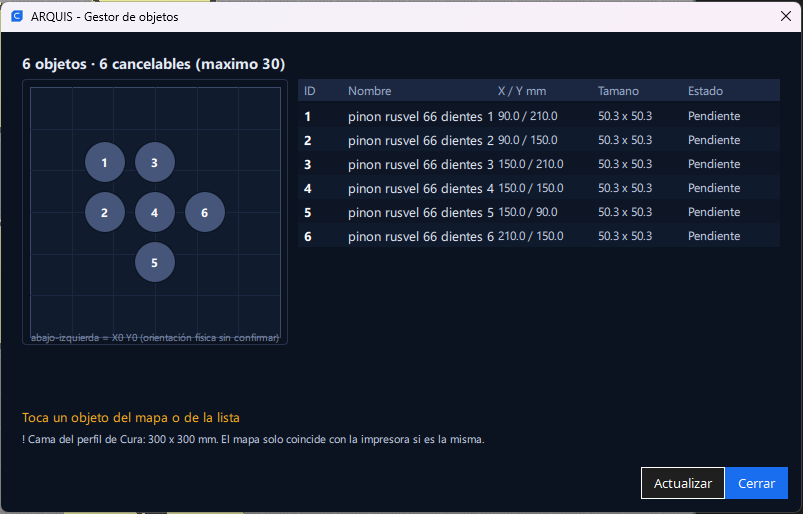 ARQUIS - Gestor de objetos
6 objetos · 6 cancelables (maximo 30)
ID Nombre X / Y mm Tamano Estado
1 pinon rusvel 66 dientes 1 90.0 / 210.0 50.3 x 50.3 Pendiente
2 pinon rusvel 66 dientes 2 90.0 / 150.0 50.3 x 50.3 Pendiente
3 pinon rusvel 66 dientes 3 150.0 / 210.0 50.3 x 50.3 Pendiente
4 pinon rusvel 66 dientes 4 150.0 / 150.0 50.3 x 50.3 Pendiente
5 pinon rusvel 66 dientes 5 150.0 / 90.0 50.3 x 50.3 Pendiente
6 pinon rusvel 66 dientes 6 210.0 / 150.0 50.3 x 50.3 Pendiente
1 3
2 4 6
5
abajo-izquierda = X0 Y0 (orientación física sin confirmar)
Toca un objeto del mapa o de la lista
! Cama del perfil de Cura: 300 x 300 mm. El mapa solo coincide con la impresora si es la misma.
Actualizar Cerrar